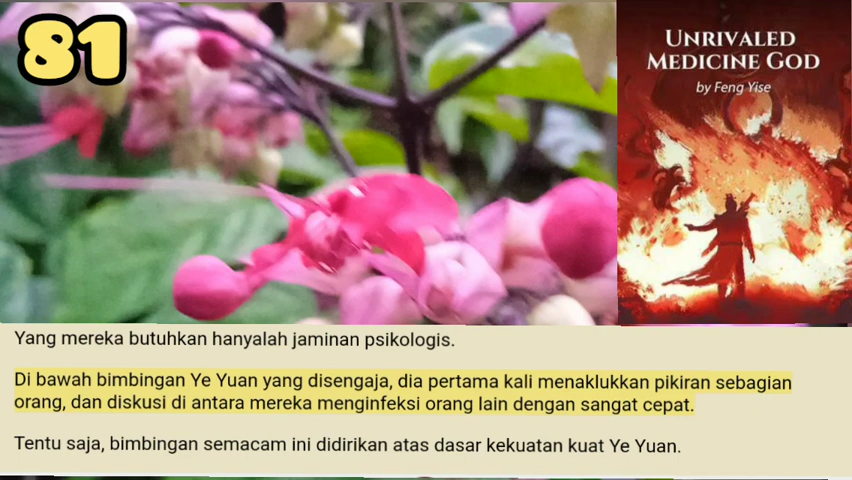 81
UNRIVALED
MEDICINE GOD
by Feng Yise
Yang mereka butuhkan hanyalah jaminan psikologis.
Di bawah bimbingan Ye Yuan yang disengaja, dia pertama kali menaklukkan pikiran sebagian
orang, dan diskusi di antara mereka menginfeksi orang lain dengan sangat cepat.
Tentu saja, bimbingan semacam ini didirikan atas dasar kekuatan kuat Ye Yuan.